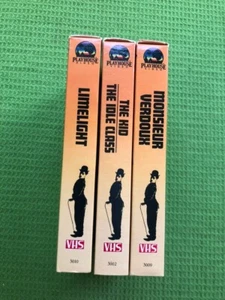 PLAYHOUSE
VIDEO
LIMELIGHT
VHS
PLAYHOUSE
VIDEO
THE KID
THE IDLE CLASS
VHS
PLAYHOUSE
VIDEO
MONSIEUR
VERDOUX
VHS